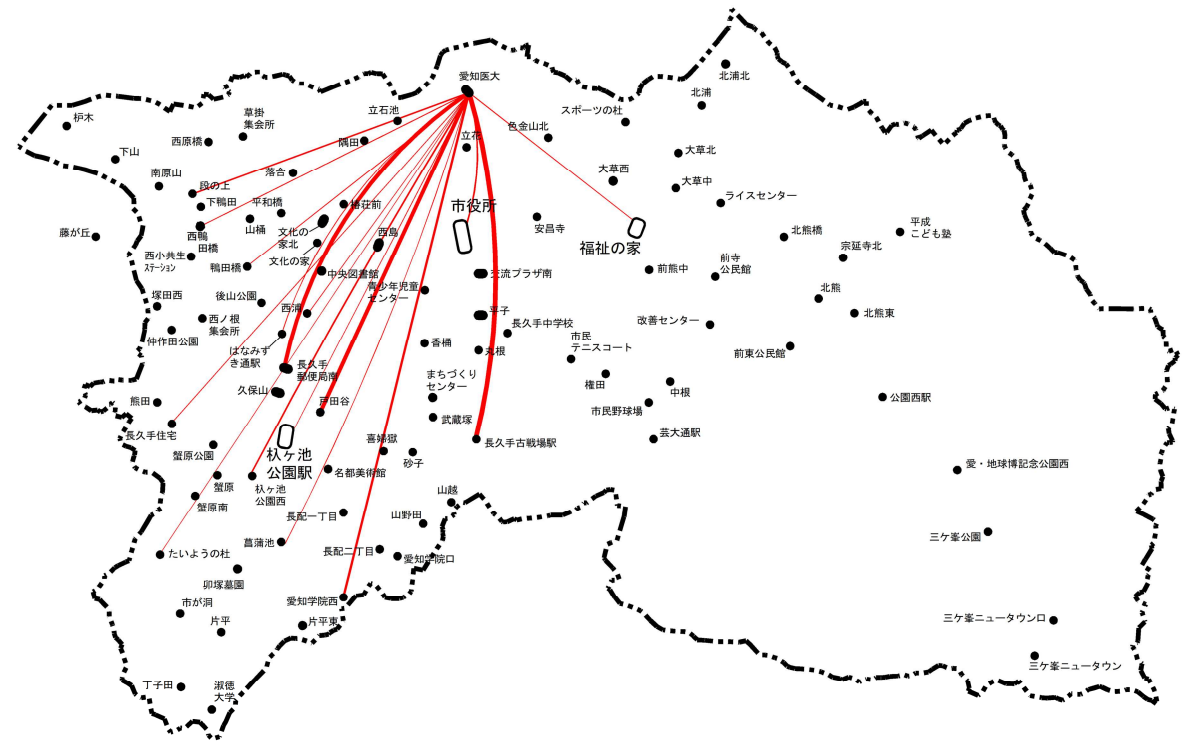 北浦北
愛知医大
北浦
草掛
集会所
立石池
スポーツの杜
枦木
色金山北
西原橋
隅田
立花
下山
大草北
南原山
落合
大草西
段の上
大草中
ライスセンター
下鴨田
平和橋
椿荘前
市役所
山桶
文化の
家北
西島
安昌寺
平成
こども塾
藤が丘
西鴨
田橋
福祉の家
北熊橋
宗延寺北
西小共生
ステーション
文化の家
鴨田橋
中央図書館
交流プラザ南
前熊中
前寺
公民館
青少年児童
センター
塚田西
後山公園
北熊
西浦
平子
西ノ根
集会所
長久手中学校
改善センター
北熊東
仲作田公園
はなみず
き通駅
香桶
丸根
市民
テニスコート
前東公民館
長久手
郵便局南
まちづくり
センター
権田
中根
久保山
熊田
戸田谷
武蔵塚
市民野球場
公園西駅
長久手住宅
杁ヶ池
公園駅
喜婦嶽
長久手古戦場駅
芸大通駅
蟹原公園
砂子
愛・地球博記念公園西
蟹原
杁ヶ池
公園西
名都美術館
山越
蟹原南
長配一丁目
山野田
三ケ峯公園
たいようの杜
菖蒲池
長配二丁目
愛知学院口
卯塚墓園
市が洞
愛知学院西
片平
片平東
三ケ峯ニュータウン口
三ケ峯ニュータウン
丁子田
淑徳
大学